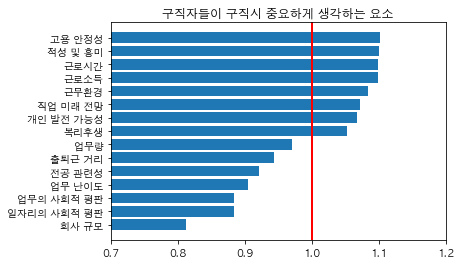 구직자들이 구직시 중요하게 생각하는 요소
고용 안정성
적성 및 흥미
근로시간
근로소득
근무환경
직업 미래 전망
개인 발전 가능성
복리후생
업무량
출퇴근 거리
전공 관련성
업무 난이도
업무의 사회적 평판
일자리의 사회적 평판
회사 규모
0.7 0.8 0.9 1.0 1.1 1.2